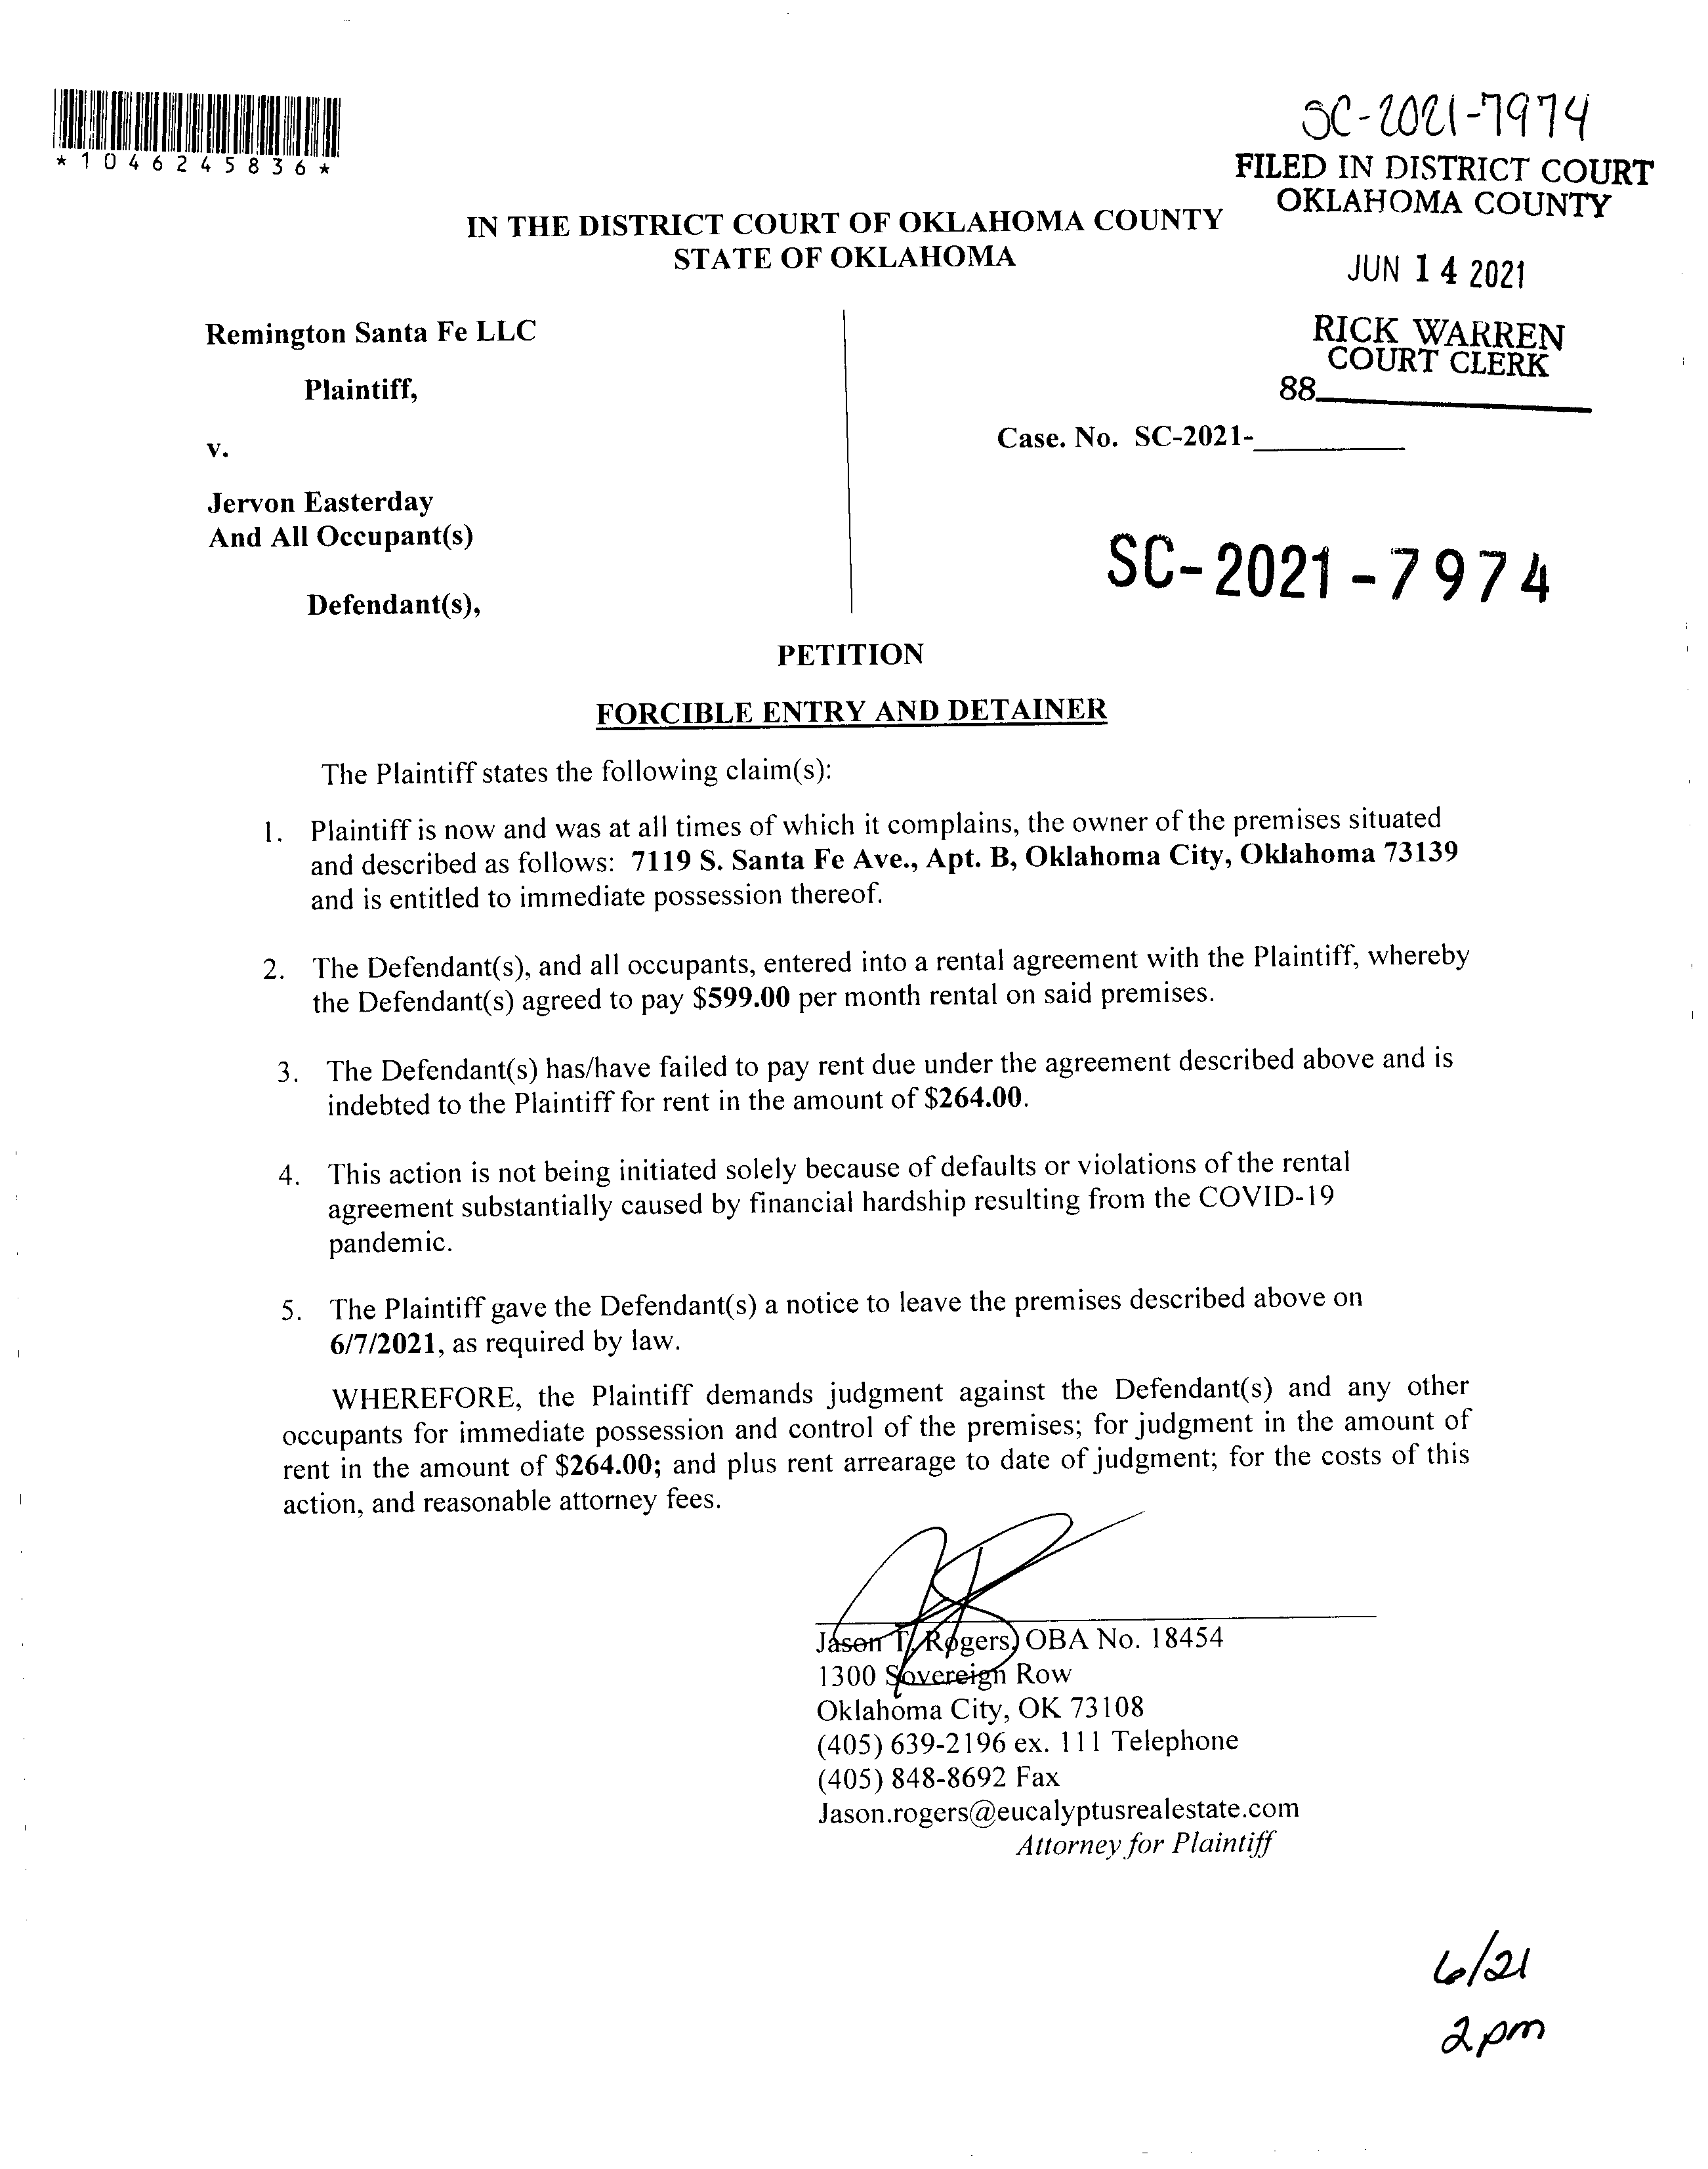 SC-2021-7974
FILED IN DISTRICT COURT
OKLAHOMA COUNTY
*1046245836*
IN THE DISTRICT COURT OF OKLAHOMA COUNTY
STATE OF OKLAHOMA
JUN 14 2021
RICK WARREN
COURT CLERK
88
Remington Santa Fe LLC
Plaintiff,
v.
Case. No. SC-2021-__________
Jervon Easterday
And All Occupant(s)
SC-2021-7974
Defendant(s),
PETITION
FORCIBLE ENTRY AND DETAINER
The Plaintiff states the following claim(s):
1. Plaintiff is now and was at all times of which it complains, the owner of the premises situated
and described as follows: 7119 S. Santa Fe Ave., Apt. B, Oklahoma City, Oklahoma 73139
and is entitled to immediate possession thereof.
2. The Defendant(s), and all occupants, entered into a rental agreement with the Plaintiff, whereby
the Defendant(s) agreed to pay $599.00 per month rental on said premises.
3. The Defendant(s) has/have failed to pay rent due under the agreement described above and is
indebted to the Plaintiff for rent in the amount of $264.00.
4. This action is not being initiated solely because of defaults or violations of the rental
agreement substantially caused by financial hardship resulting from the COVID-19
pandemic.
5. The Plaintiff gave the Defendant(s) a notice to leave the premises described above on
6/7/2021, as required by law.
WHEREFORE, the Plaintiff demands judgment against the Defendant(s) and any other
occupants for immediate possession and control of the premises; for judgment in the amount of
rent in the amount of $264.00; and plus rent arrearage to date of judgment; for the costs of this
action, and reasonable attorney fees.
Jason T. Rogers, OBA No. 18454
1300 Sovereign Row
Oklahoma City, OK 73108
(405) 639-2196 ex. 111 Telephone
(405) 848-8692 Fax
Jason.rogers@eucalyptusrealestate.com
Attorney for Plaintiff
6/21
2pm